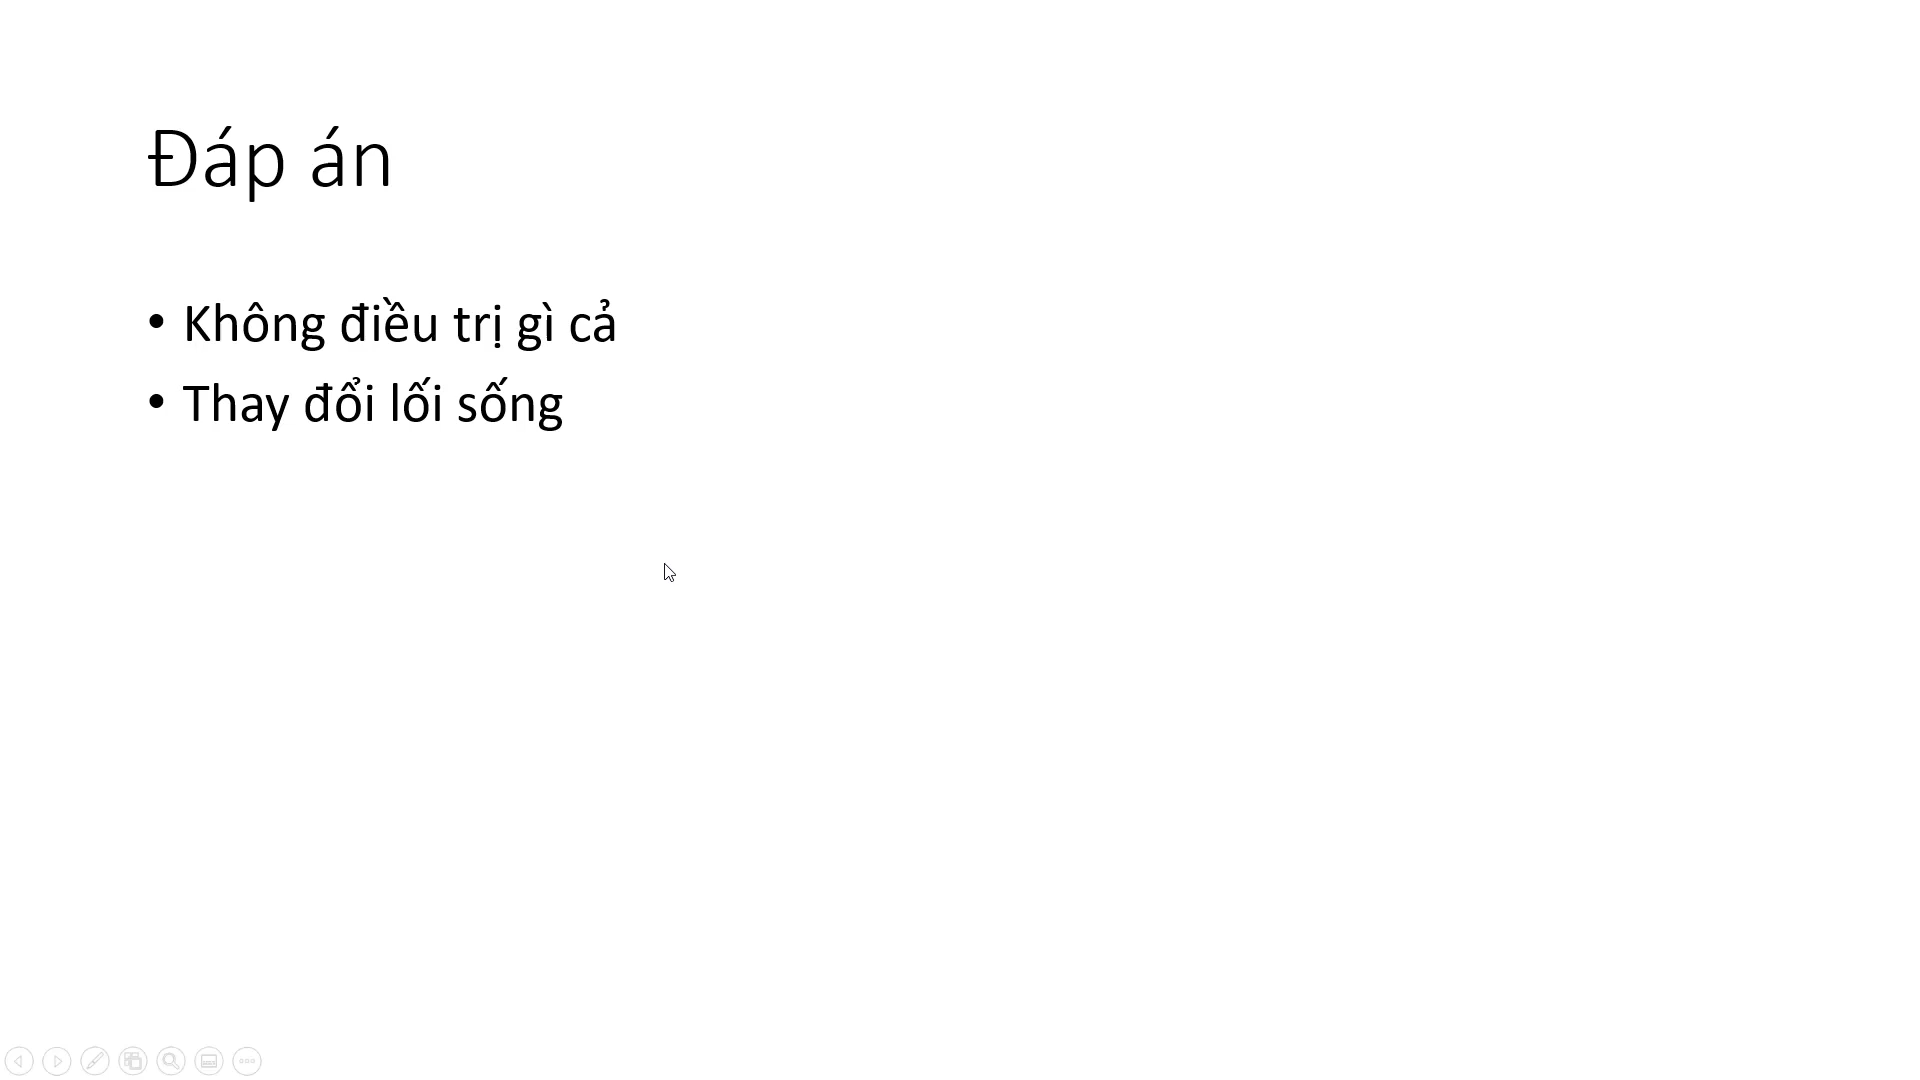 Đáp án
• Không điều trị gì cả
• Thay đổi lối sống